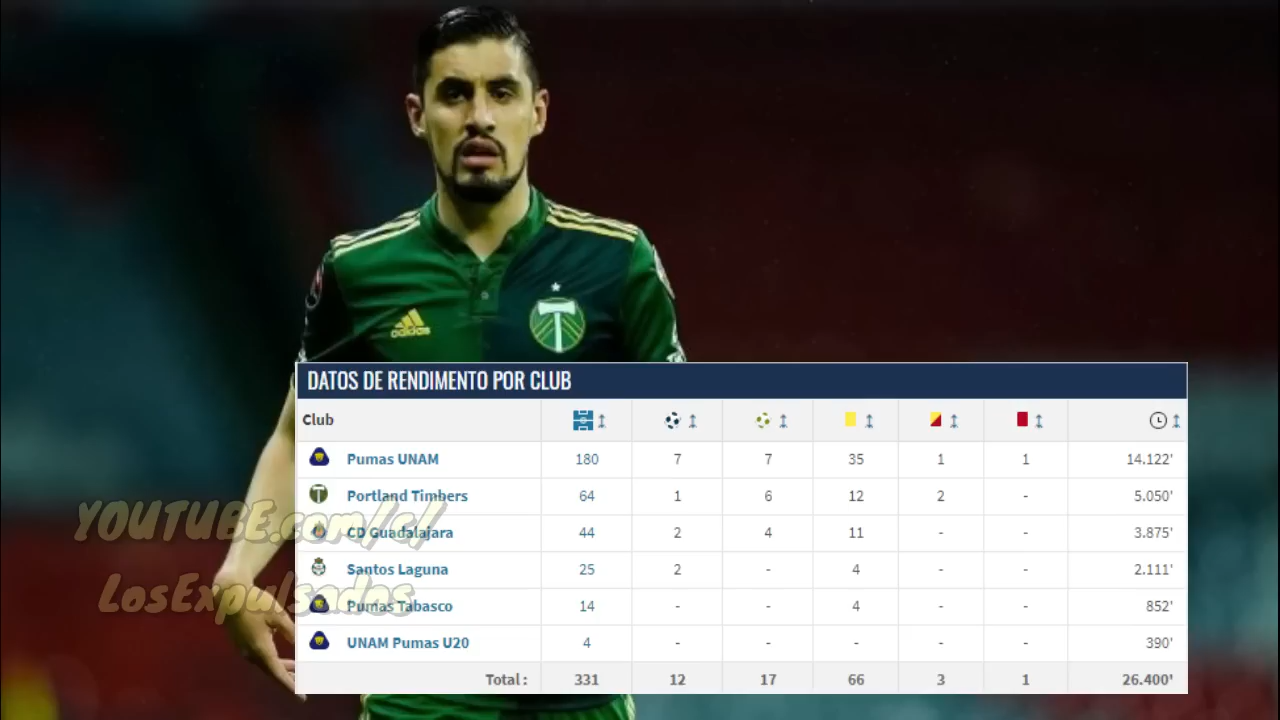 adidas
DATOS DE RENDIMENTO POR CLUB
Club
Pumas UNAM 180 7 7 35 1 1 14.122'
Portland Timbers 64 1 6 12 2 - 5.050'
CD Guadalajara 44 2 4 11 - - 3.875'
Santos Laguna 25 2 - 4 - - 2.111'
Pumas Tabasco 14 - - 4 - - 852'
UNAM Pumas U20 4 - - - - - 390'
Total : 331 12 17 66 3 1 26.400'
YOUTUBE.com/c/
LosExpulsados